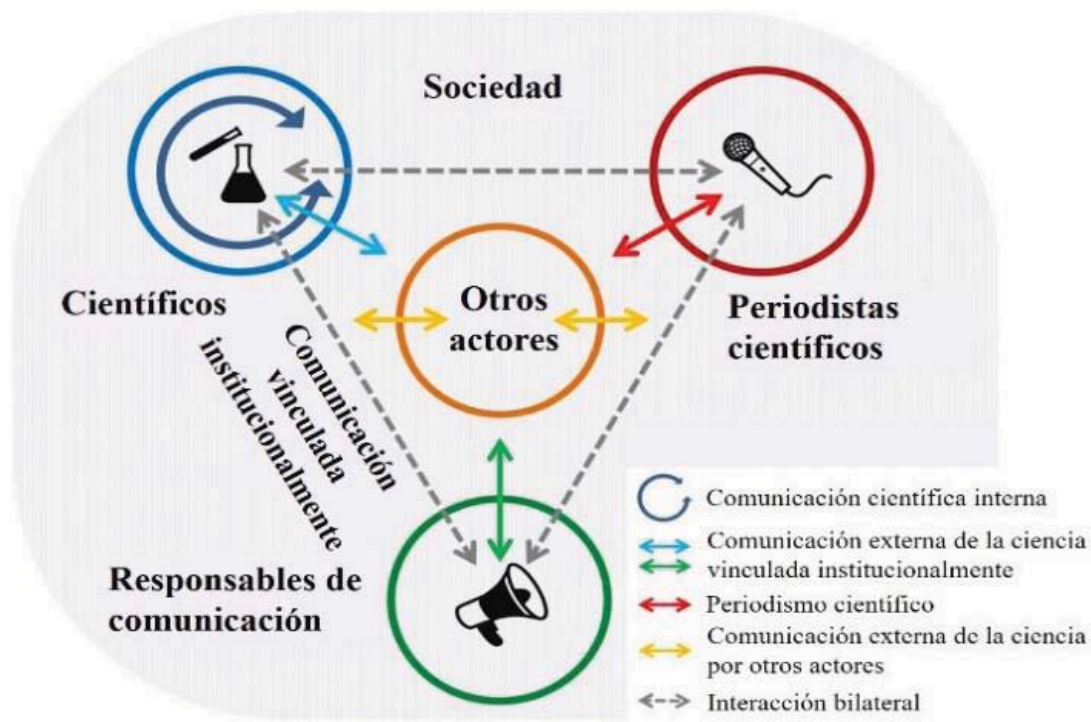 Sociedad
Científicos
Otros
actores
Periodistas
científicos
Comunicación
vinculada
institucionalmente
Responsables de
comunicación
Comunicación científica interna
Comunicación externa de la ciencia
vinculada instituicionalmente
Periodismo científico
Comunicación externa de la ciencia
por otros actores
Interacción bilateral